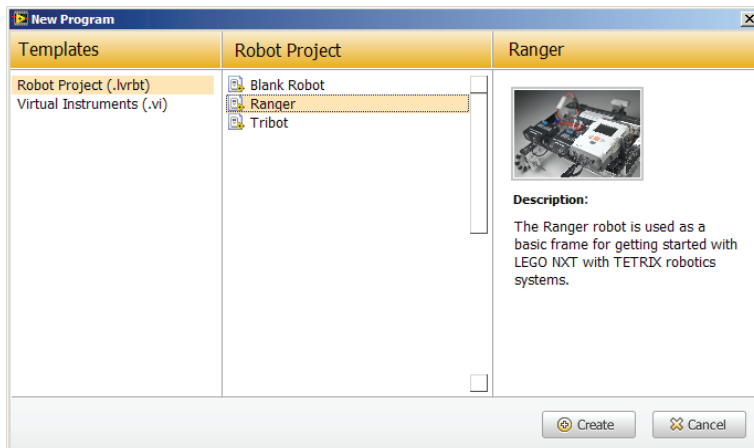 New Program
Templates
Robot Project
Ranger
Robot Project (.lvrbt)
Virtual Instruments (.vi)
Blank Robot
Ranger
Tribot
Description:
The Ranger robot is used as a
basic frame for getting started with
LEGO NXT with TETRIX robotics
systems.
Create
Cancel